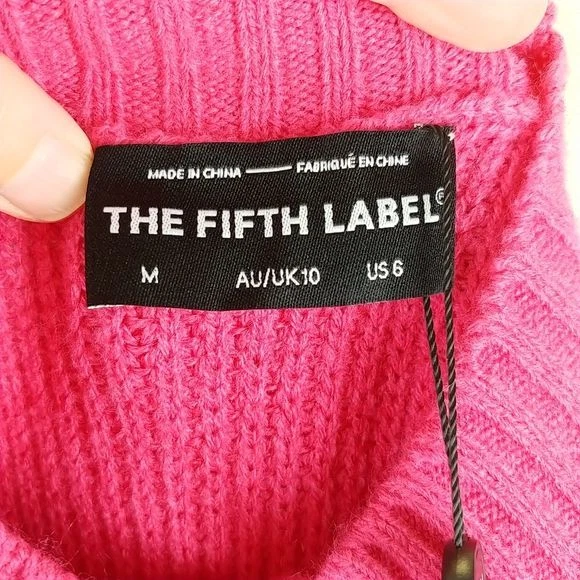 MADE IN CHINA — FABRIQUÉ EN CHINE
THE FIFTH LABEL®
M AU/UK10 US 6